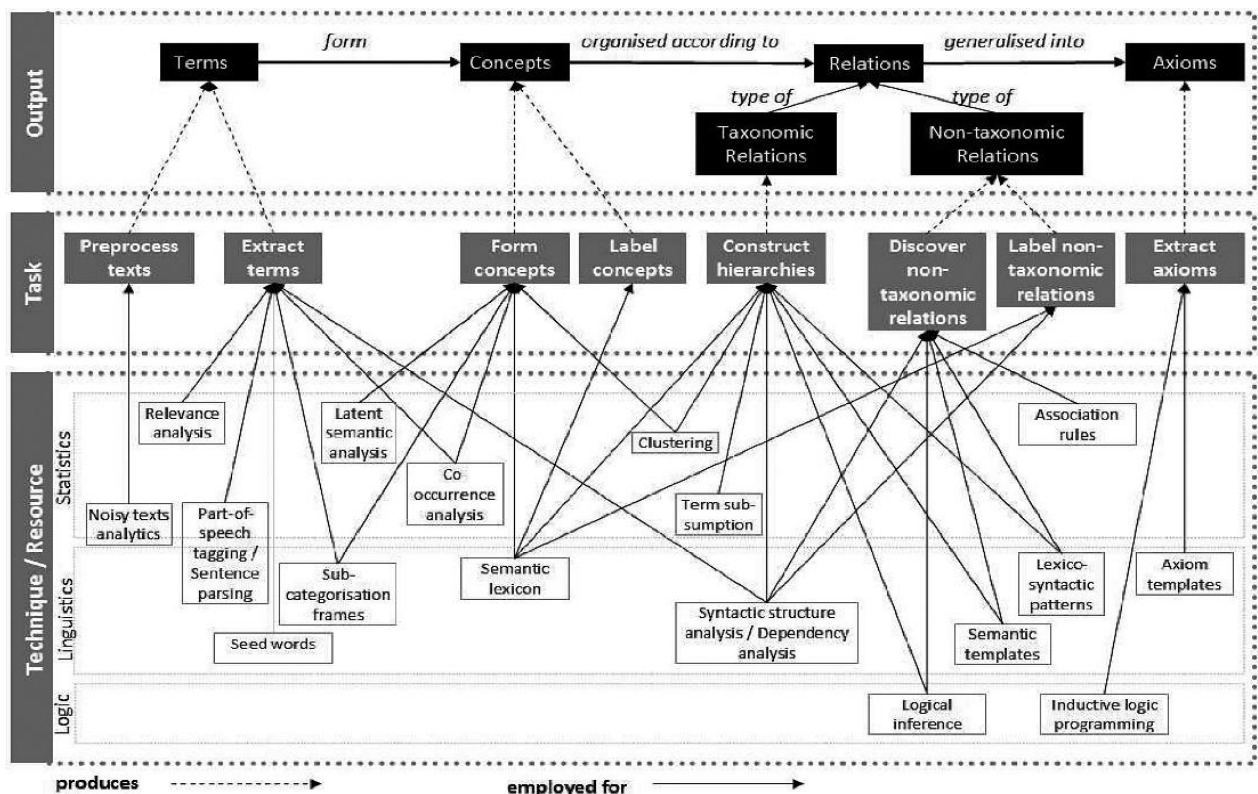 Output
form
organised according to
generalised into
Terms
Concepts
Relations
Axioms
type of
type of
Taxonomic
Relations
Non-taxonomic
Relations
Task
Preprocess
texts
Extract
terms
Form
concepts
Label
concepts
Construct
hierarchies
Discover
non-
taxonomic
relations
Label non-
taxonomic
relations
Extract
axioms
Technique / Resource
Statistics
Relevance
analysis
Latent
semantic
analysis
Co
occurrence
analysis
Clustering
Term sub-
sumption
Association
rules
Noisy texts
analytics
Linguistics
Part-of-
speech
tagging /
Sentence
parsing
Sub-
categorisation
frames
Seed words
Semantic
lexicon
Syntactic structure
analysis / Dependency
analysis
Semantic
templates
Lexico-
syntactic
patterns
Axiom
templates
Logic
Logical
inference
Inductive logic
programming
produces
employed for